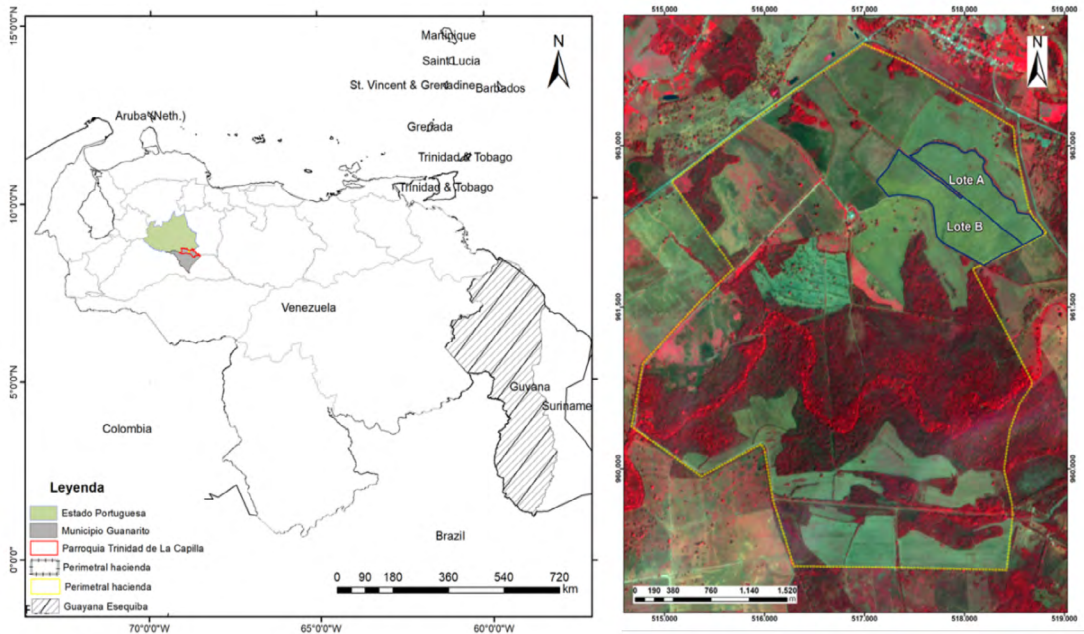 15°0'0"N
Martinique
Saint Lucia
St. Vincent & Grenadine
Barbados
N
Aruba (Neth.)
Grenada
Trinidad & Tobago
Trinidad & Tobago
10°0'0"N
Venezuela
5°0'0"N
Guyana
Suriname
Colombia
Brazil
0°0'0"
Leyenda
Estado Portuguesa
Municipio Guanarito
Parroquia Trinidad de La Capilla
Perimetral hacienda
Perimetral hacienda
Guayana Esequiba
0 90 180 360 540 720
km
70°0'0"W
65°0'0"W
60°0'0"W
515,000
516,000
517,000
518,000
519,000
N
963,000
963,000
Lote A
Lote B
961,500
961,500
960,000
960,000
0 190 380 760 1.140 1.520
m
515,000
516,000
517,000
518,000
519,000